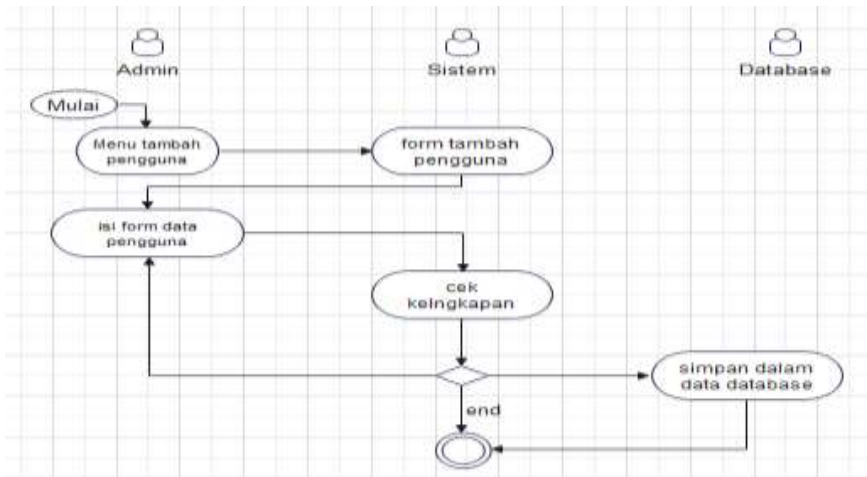 Admin
Sistem
Database
Mulai
Menu tambah
pengguna
form tambah
pengguna
isi form data
pengguna
cek
kelngkapan
simpan dalam
data database
end